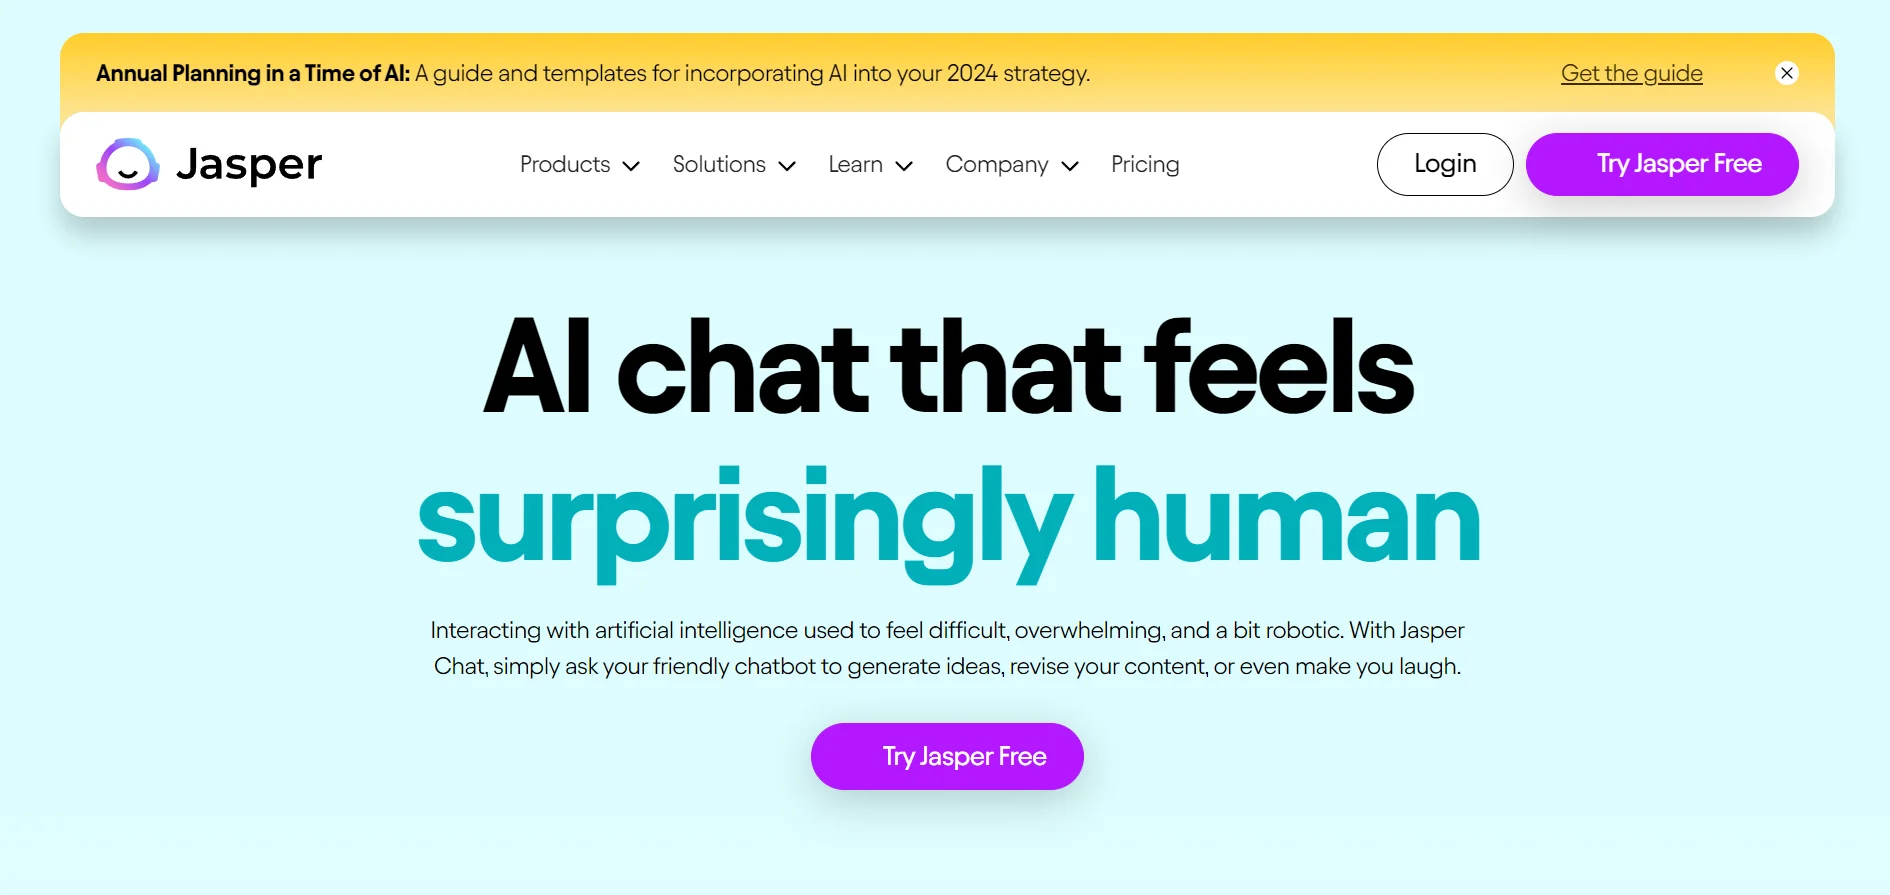 Annual Planning in a Time of AI: A guide and templates for incorporating AI into your 2024 strategy. Get the guide
Jasper Products Solutions Learn Company Pricing Login Try Jasper Free
AI chat that feels
surprisingly human
Interacting with artificial intelligence used to feel difficult, overwhelming, and a bit robotic. With Jasper
Chat, simply ask your friendly chatbot to generate ideas, revise your content, or even make you laugh.
Try Jasper Free